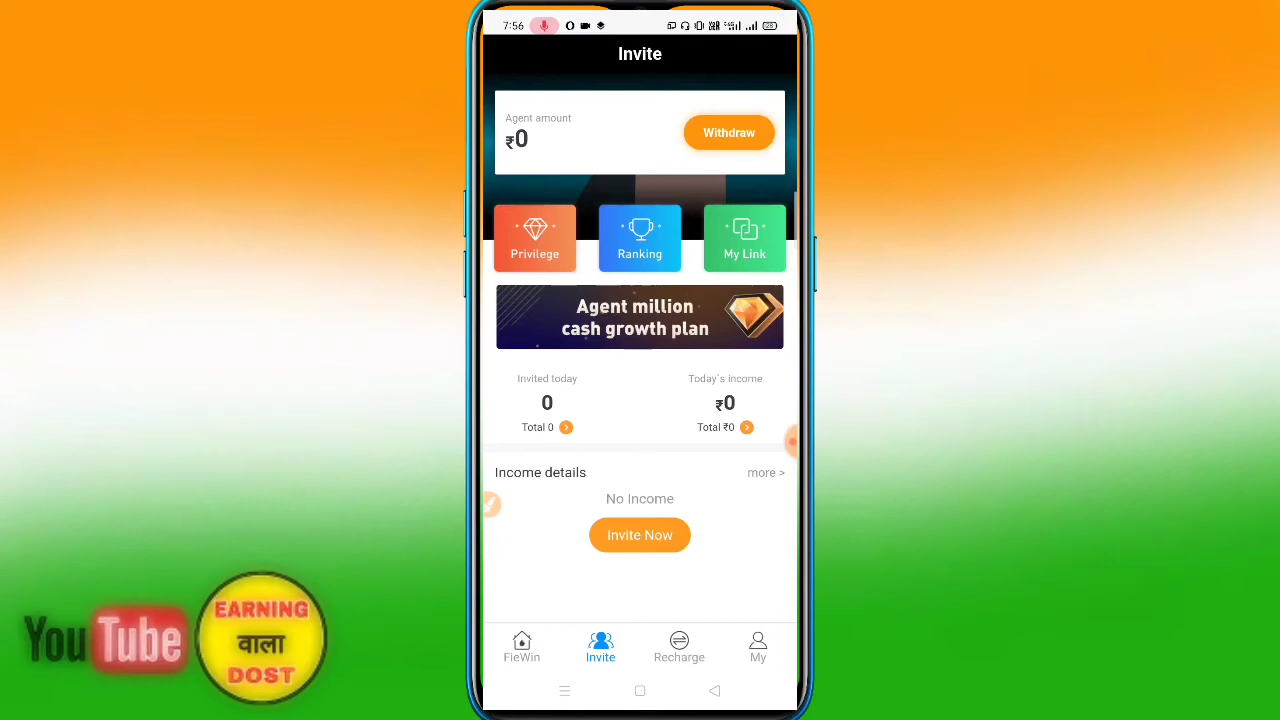 7:56
Invite
Agent amount
₹0
Withdraw
Privilege
Ranking
My Link
Agent million
cash growth plan
Invited today
Today`s income
0
₹0
Total 0
Total ₹0
Income details
more >
No Income
Invite Now
FieWin
Invite
Recharge
My
YouTube
EARNING
वाला
DOST